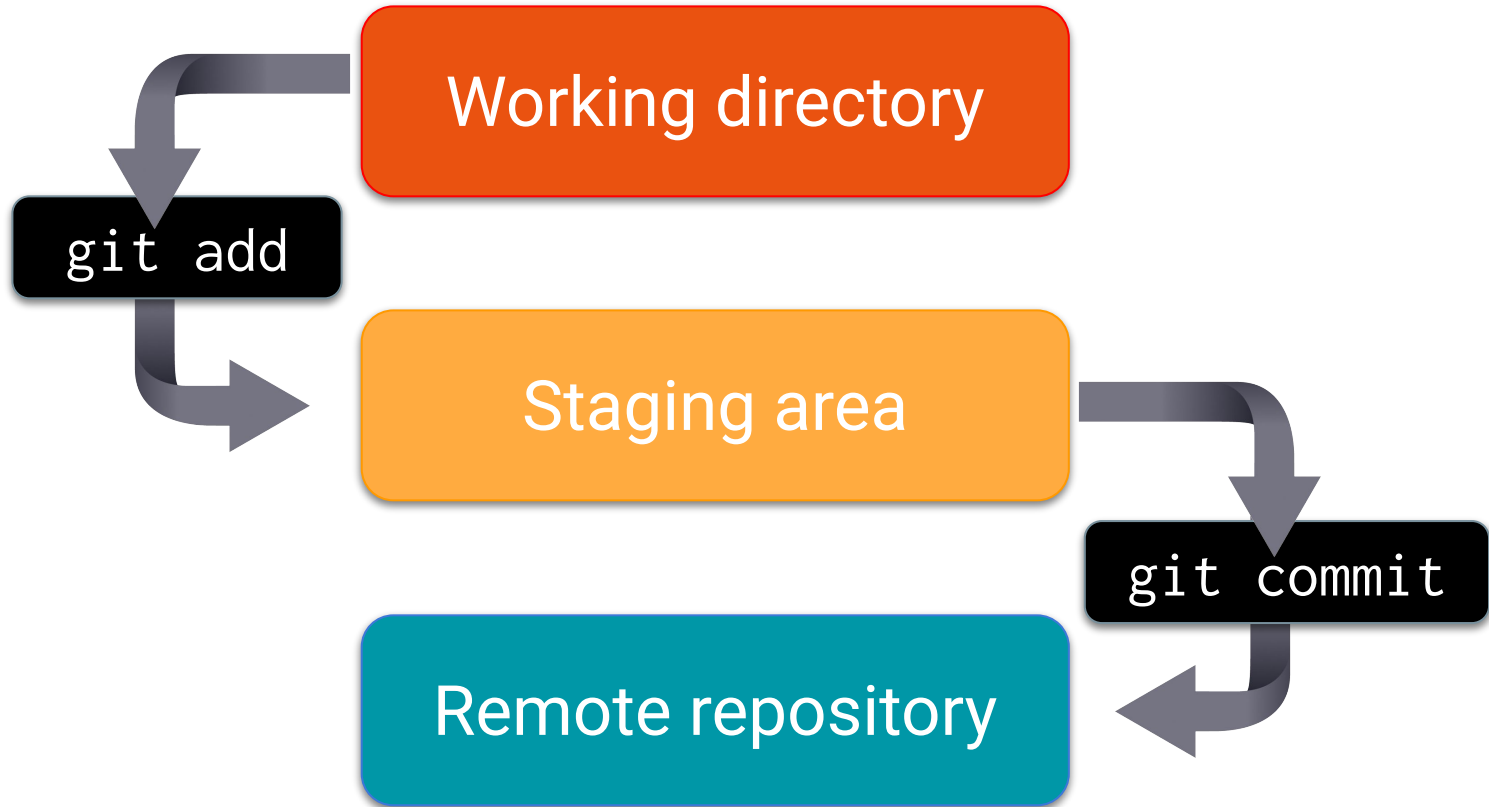 Working directory
git add
Staging area
git commit
Remote repository